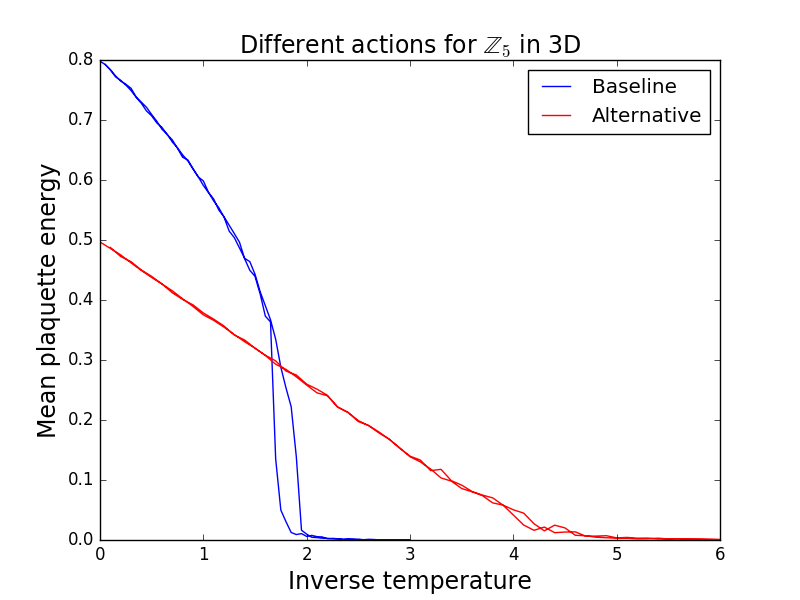 Different actions for ℤ₅ in 3D
Baseline
Alternative
Mean plaquette energy
0.8
0.7
0.6
0.5
0.4
0.3
0.2
0.1
0.0
0 1 2 3 4 5 6
Inverse temperature